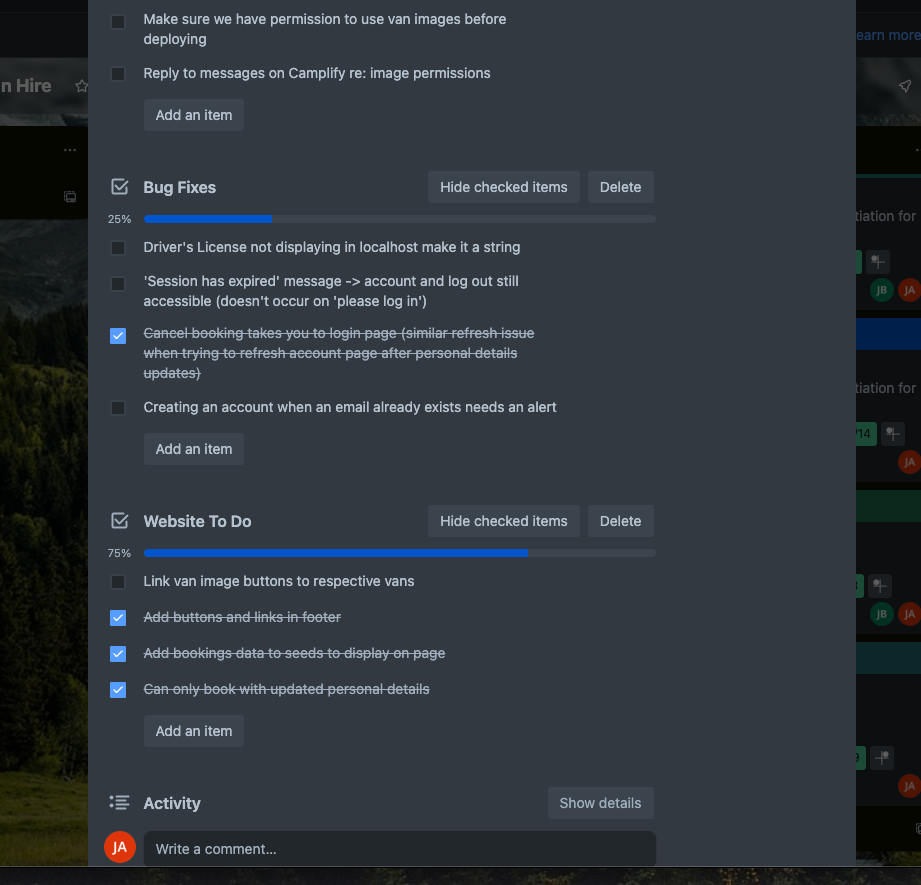 Make sure we have permission to use van images before
deploying
earn more
n Hire
Reply to messages on Camplify re: image permissions
Add an item
Bug Fixes
Hide checked items
Delete
25%
tiation for
Driver's License not displaying in localhost make it a string
'Session has expired' message -> account and log out still
accessible (doesn't occur on 'please log in')
JB
JA
Cancel booking takes you to login page (similar refresh issue
when trying to refresh account page after personal details
updates)
tiation for
Creating an account when an email already exists needs an alert
/14
Add an item
JA
Website To Do
Hide checked items
Delete
75%
Link van image buttons to respective vans
Add buttons and links in footer
JB
JA
Add bookings data to seeds to display on page
Can only book with updated personal details
Add an item
JA
Activity
Show details
JA
Write a comment...